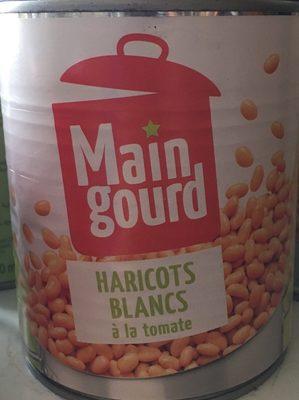 Main
gourd
HARICOTS
BLANCS
à la tomate